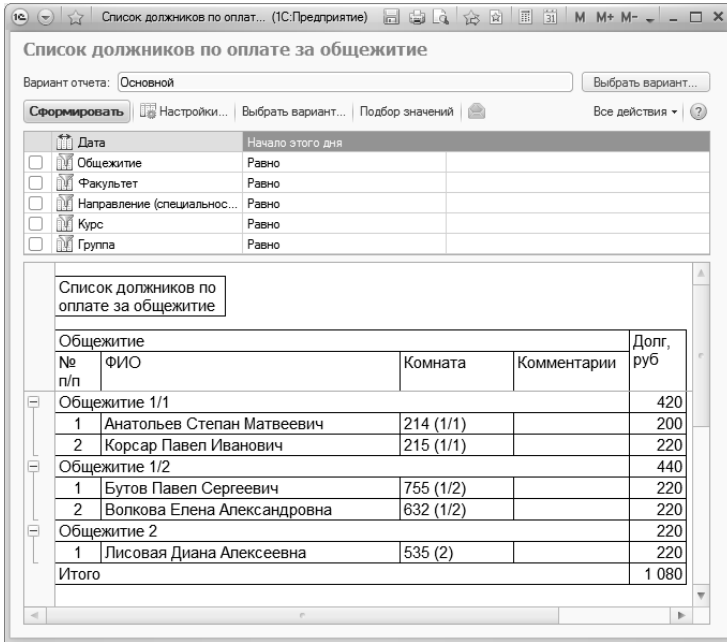 Список должников по оплат... (1С:Предприятие) M M+ M-
Список должников по оплате за общежитие
Вариант отчета: Основной Выбрать вариант...
Сформировать Настройки... Выбрать вариант... Подбор значений Все действия
Дата Начало этого дня
Общежитие Равно
Факультет Равно
Направление (специальнос... Равно
Курс Равно
Группа Равно
Список должников по
оплате за общежитие
Общежитие Долг,
№ ФИО Комната Комментарии руб
п/п
Общежитие 1/1 420
1 Анатольев Степан Матвеевич 214 (1/1) 200
2 Корсар Павел Иванович 215 (1/1) 220
Общежитие 1/2 440
1 Бутов Павел Сергеевич 755 (1/2) 220
2 Волкова Елена Александровна 632 (1/2) 220
Общежитие 2 220
1 Лисовая Диана Алексеевна 535 (2) 220
Итого 1 080